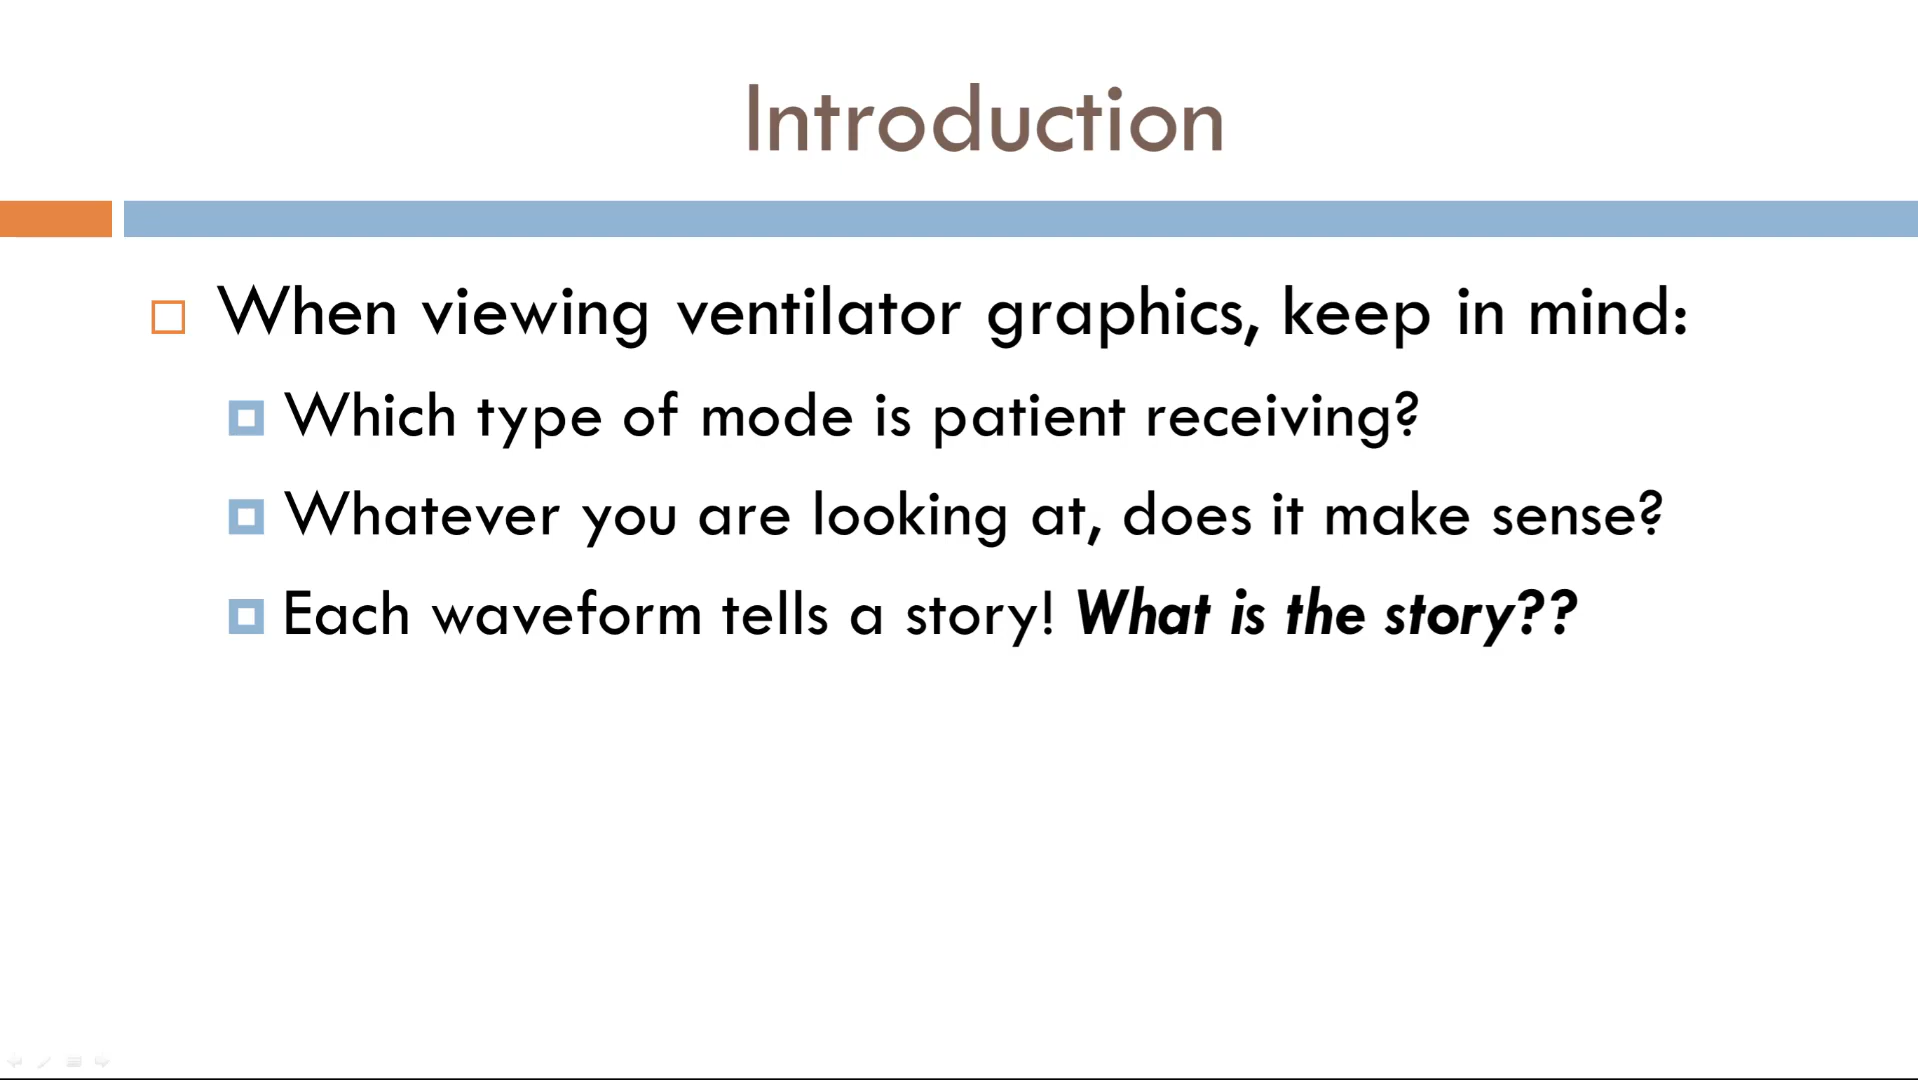 Introduction
When viewing ventilator graphics, keep in mind:
Which type of mode is patient receiving?
Whatever you are looking at, does it make sense?
Each waveform tells a story! What is the story??